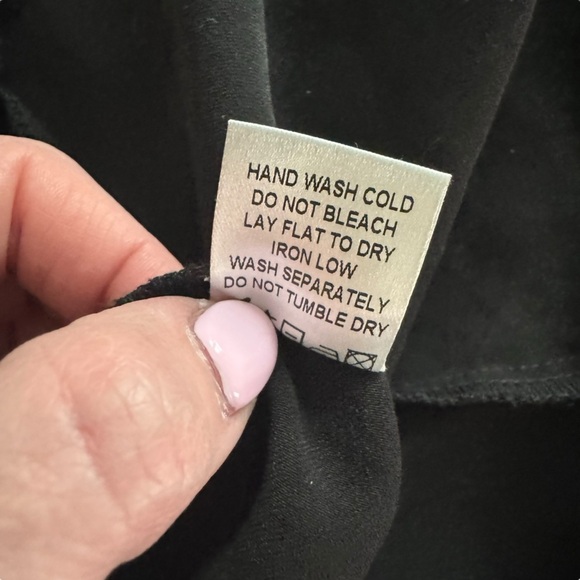 HAND WASH COLD
DO NOT BLEACH
LAY FLAT TO DRY
IRON LOW
WASH SEPARATELY
DO NOT TUMBLE DRY